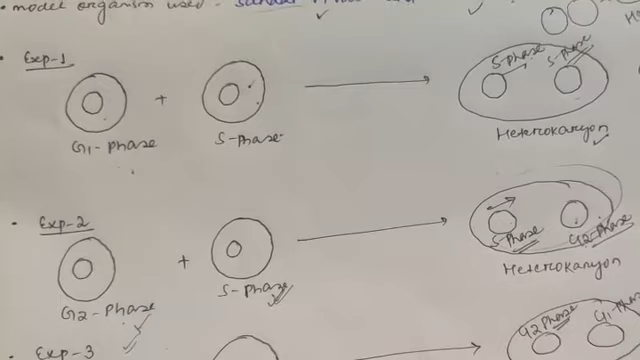 • model organism used -
• Exp-1
S-phase S-phase
+
G1-phase S-phase
Heterokaryon
• Exp-2
+
S-phase G2-phase
G2-phase S-phase
Heterokaryon
• Exp-3
G2 phase G1-phase